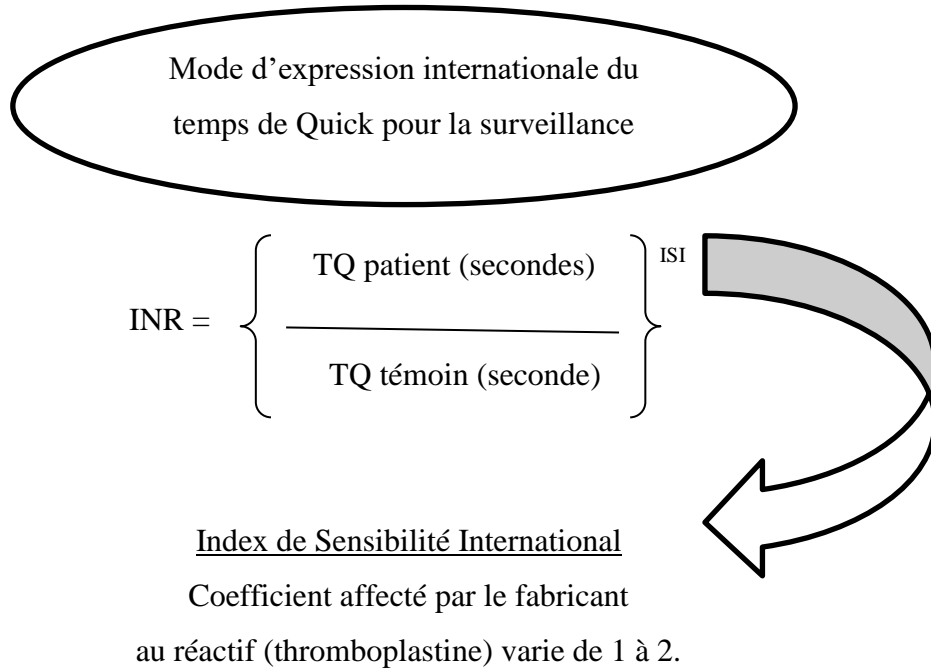 Mode d’expression internationale du
temps de Quick pour la surveillance
TQ patient (secondes)
ISI
INR =
TQ témoin (seconde)
Index de Sensibilité International
Coefficient affecté par le fabricant
au réactif (thromboplastine) varie de 1 à 2.